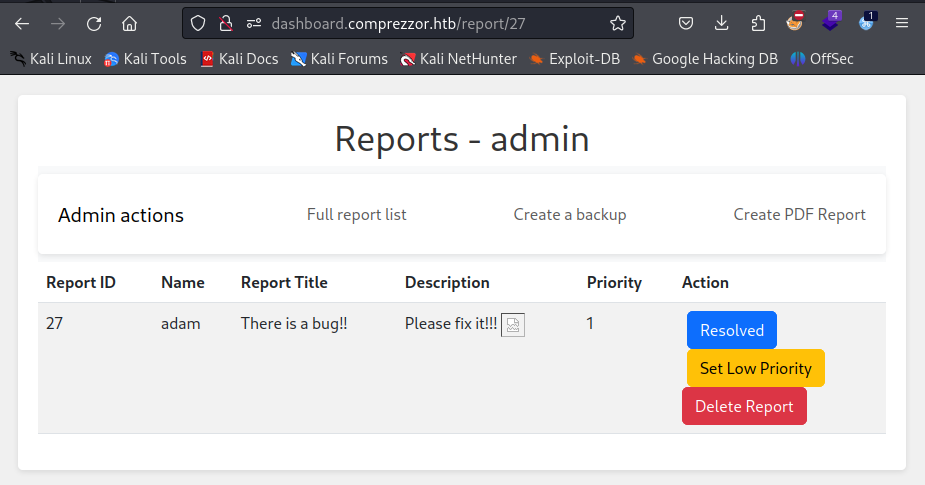 dashboard.comprezzor.htb/report/27
4
1
Kali Linux Kali Tools Kali Docs Kali Forums Kali NetHunter Exploit-DB Google Hacking DB OffSec
Reports - admin
Admin actions Full report list Create a backup Create PDF Report
Report ID Name Report Title Description Priority Action
27 adam There is a bug!! Please fix it!!! 1 Resolved
Set Low Priority
Delete Report